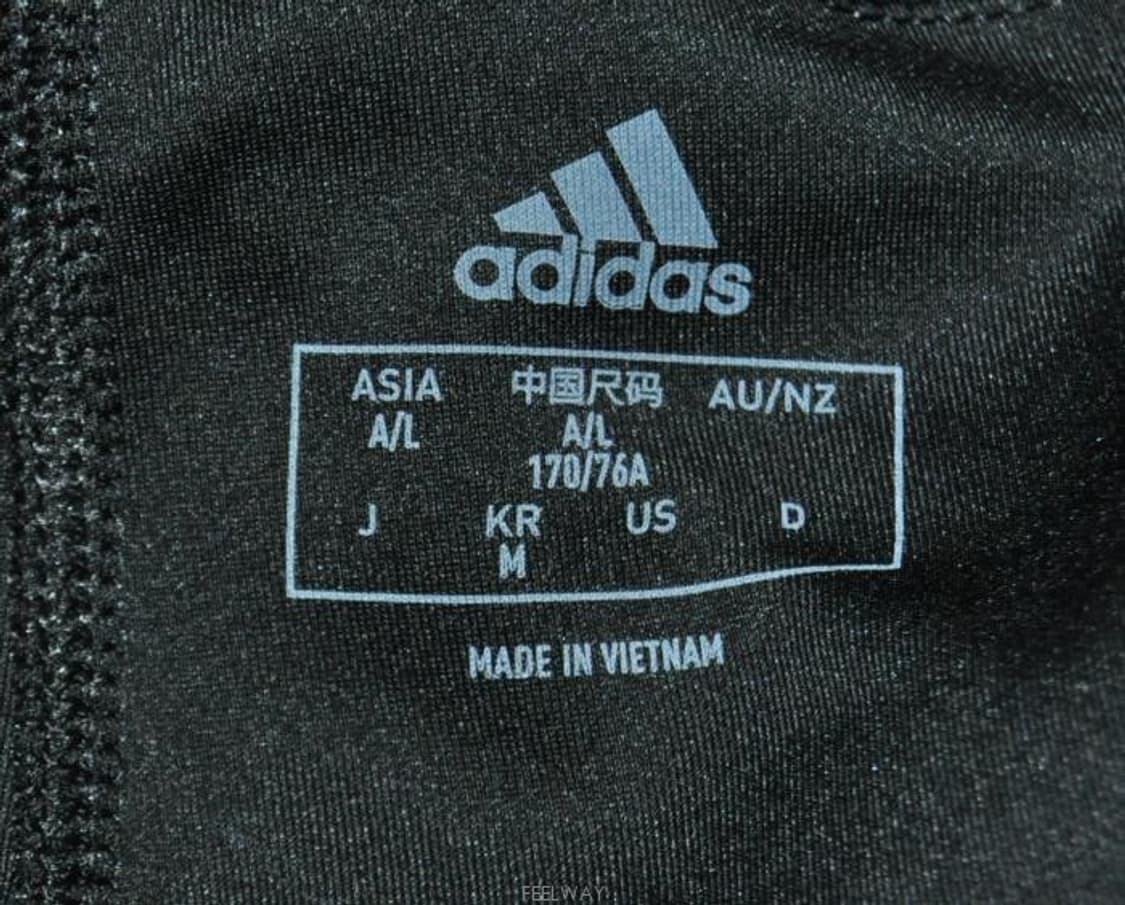 adidas
ASIA 中国尺码 AU/NZ
A/L A/L
170/76A
J KR US D
M
MADE IN VIETNAM
FEELWAY